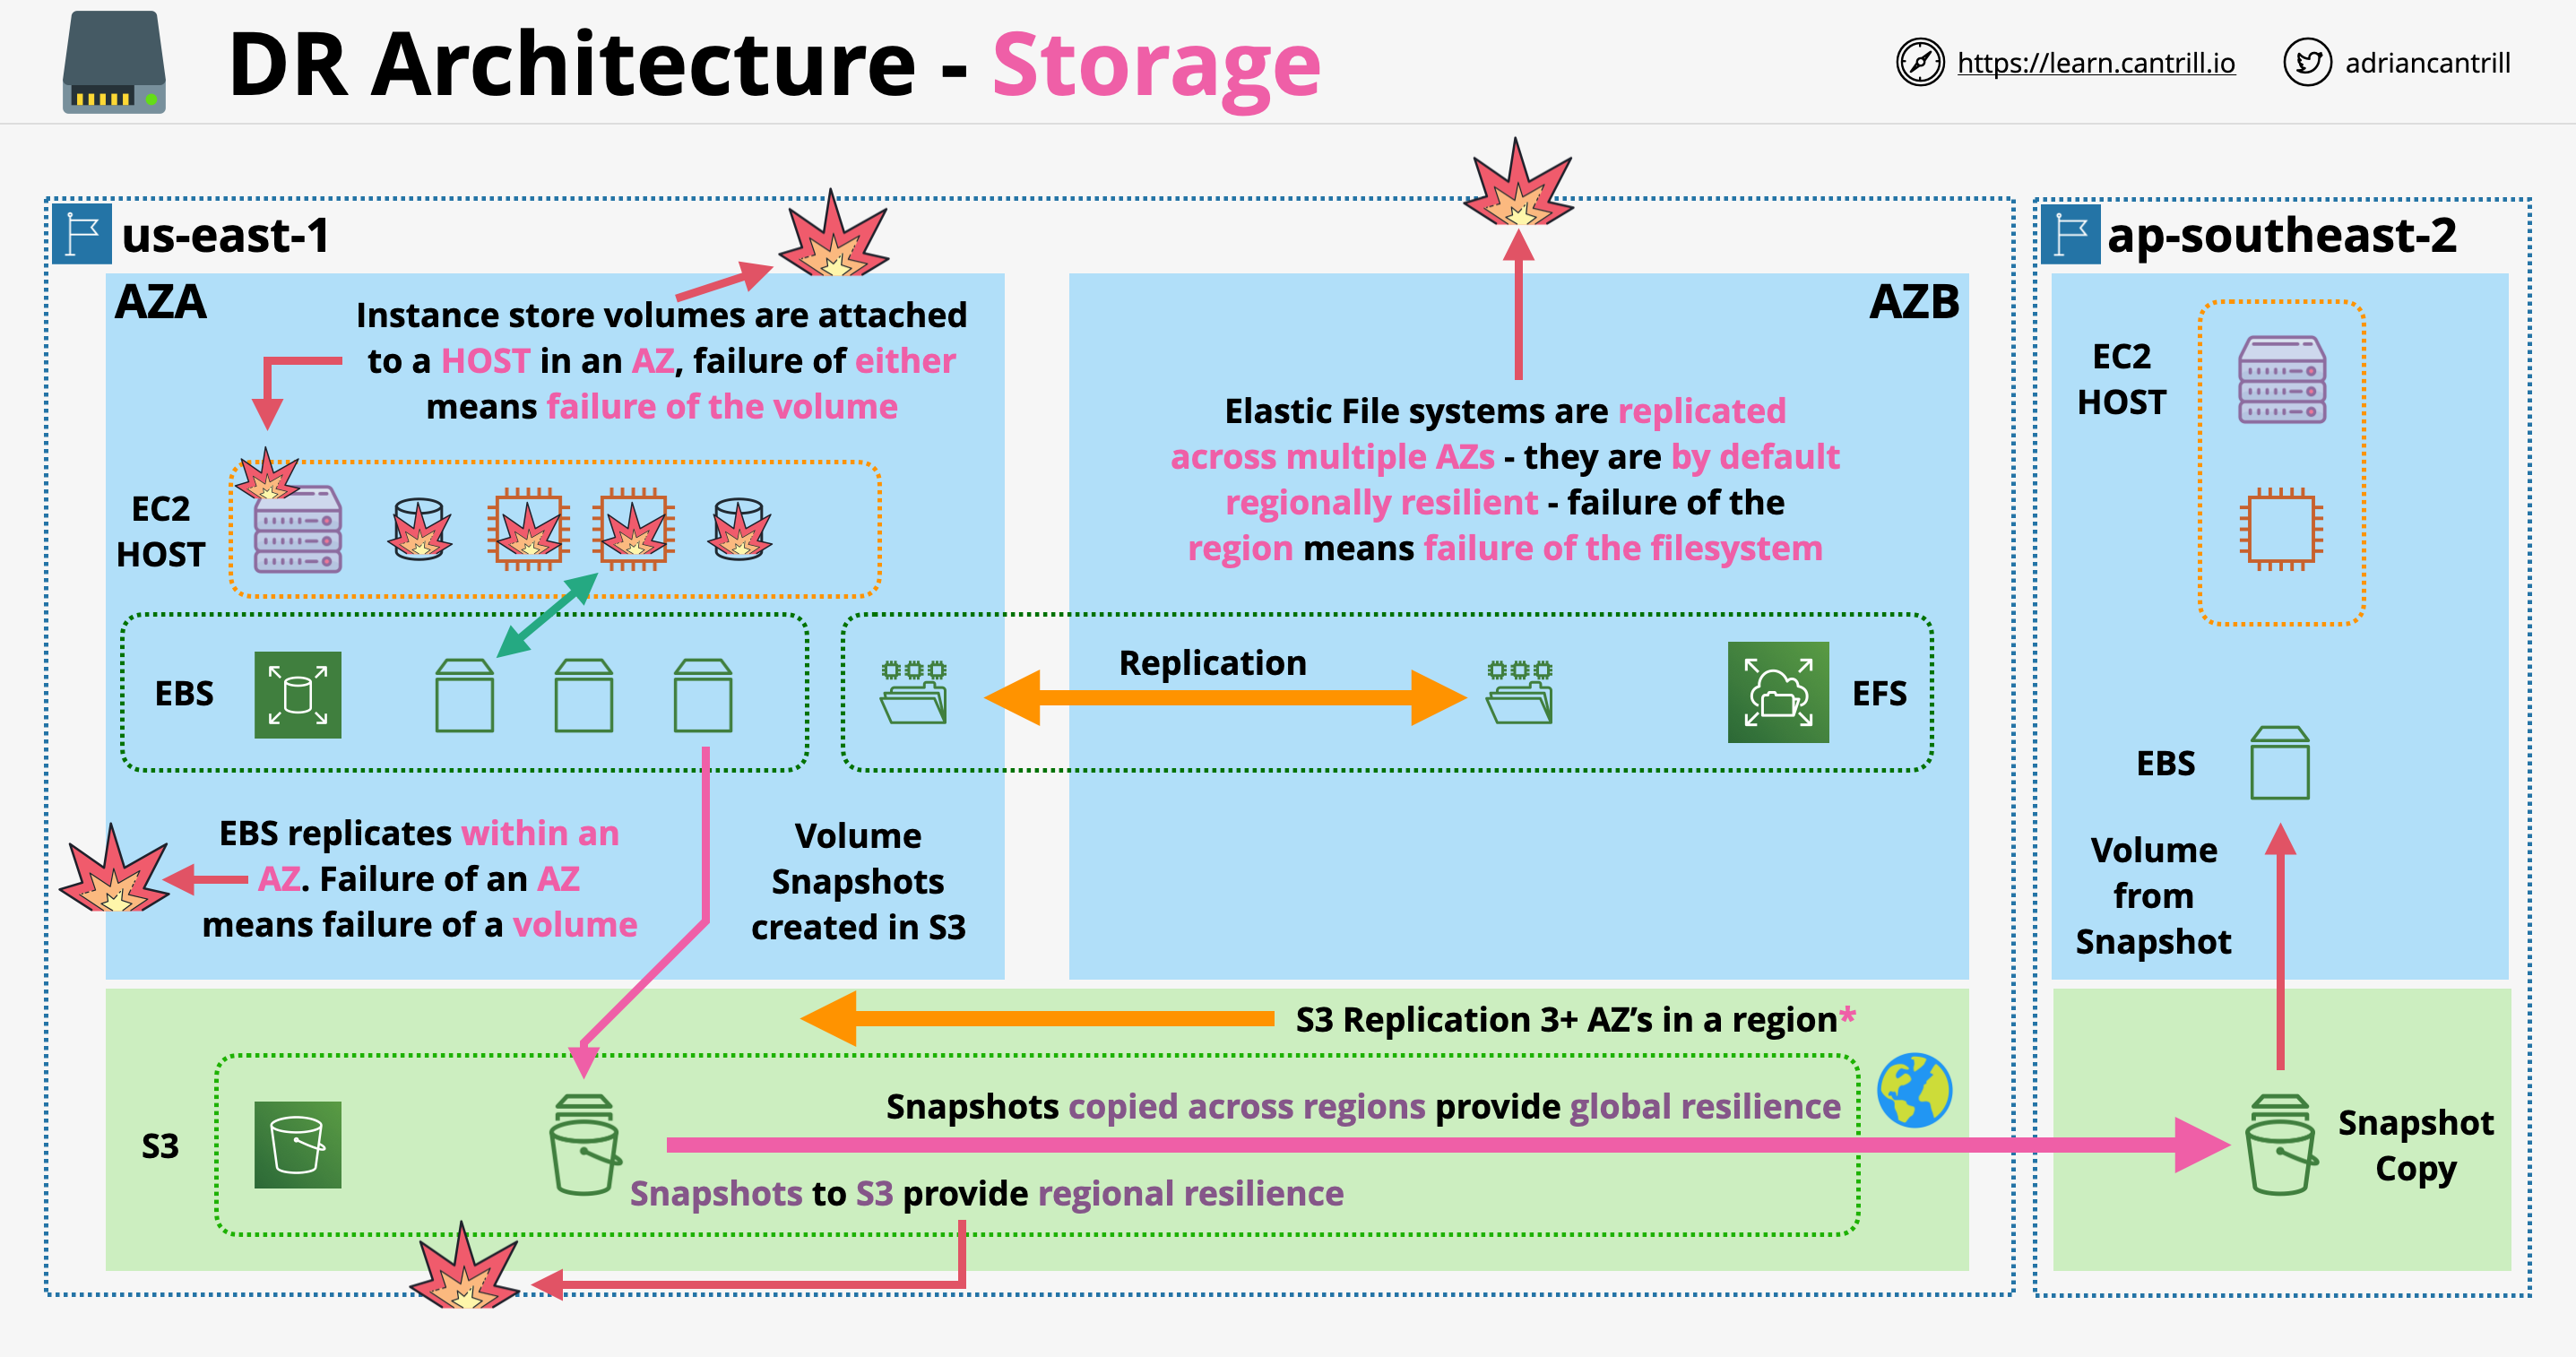 DR Architecture - Storage
https://learn.cantrill.io
adriancantrill
us-east-1
AZA
Instance store volumes are attached
to a HOST in an AZ, failure of either
means failure of the volume
EC2
HOST
EBS
EBS replicates within an
AZ. Failure of an AZ
means failure of a volume
Volume
Snapshots
created in S3
AZB
Elastic File systems are replicated
across multiple AZs - they are by default
regionally resilient - failure of the
region means failure of the filesystem
Replication
EFS
S3 Replication 3+ AZ’s in a region*
S3
Snapshots copied across regions provide global resilience
Snapshots to S3 provide regional resilience
ap-southeast-2
EC2
HOST
EBS
Volume
from
Snapshot
Snapshot
Copy